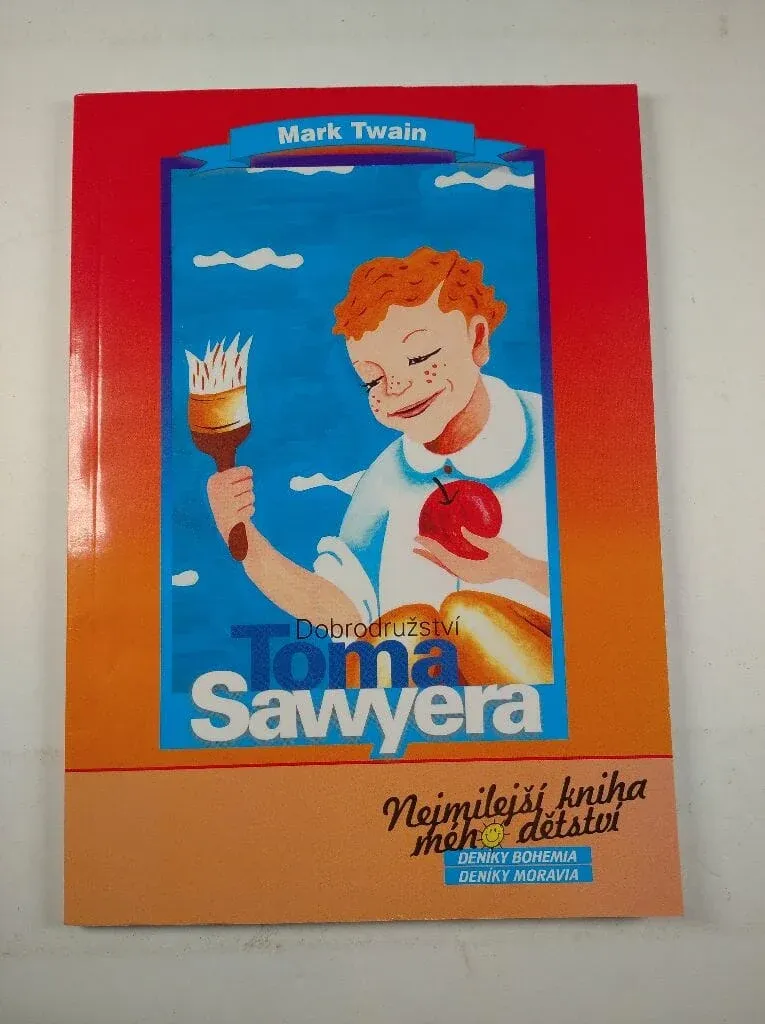 Mark Twain
Dobrodružství
Toma
Sawyera
Nejmilejší kniha
mého dětství
DENÍKY BOHEMIA
DENÍKY MORAVIA